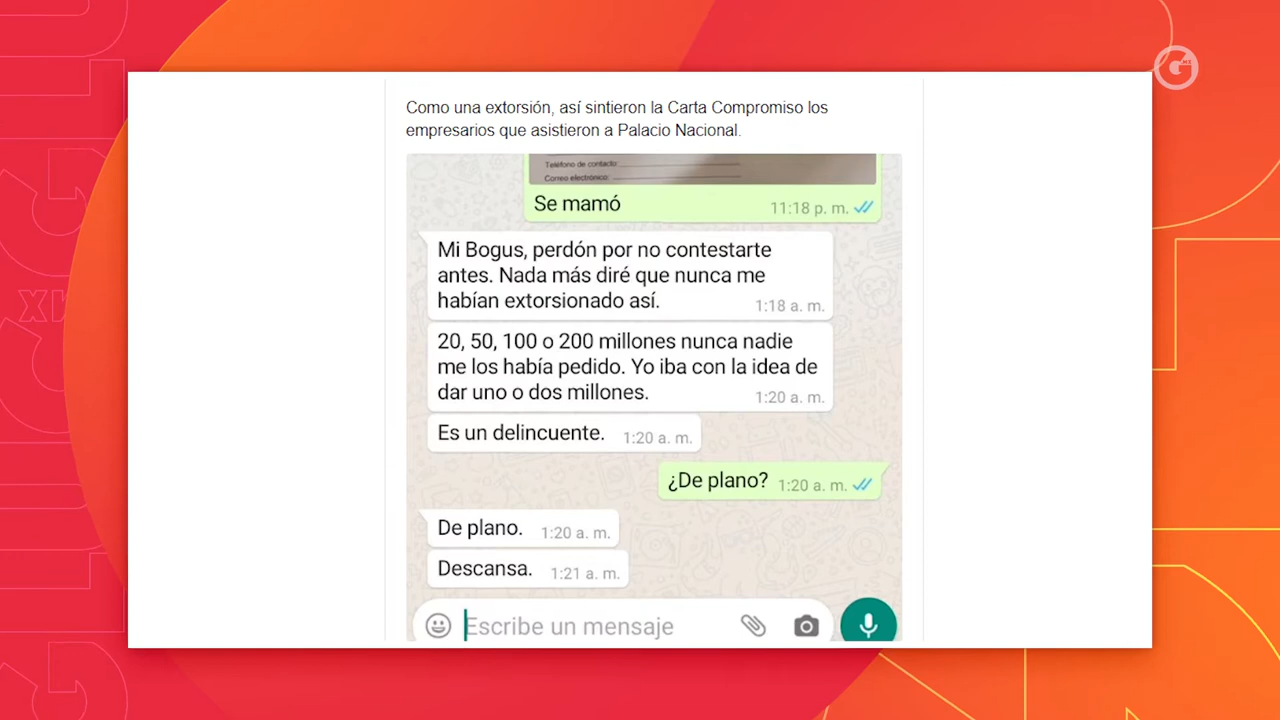 Como una extorsión, así sintieron la Carta Compromiso los
empresarios que asistieron a Palacio Nacional.
Teléfono de contacto:
Correo electrónico:
Se mamó
11:18 p. m.
Mi Bogus, perdón por no contestarte
antes. Nada más diré que nunca me
habían extorsionado así.
1:18 a. m.
20, 50, 100 o 200 millones nunca nadie
me los había pedido. Yo iba con la idea de
dar uno o dos millones.
1:20 a. m.
Es un delincuente.
1:20 a. m.
¿De plano?
1:20 a. m.
De plano.
1:20 a. m.
Descansa.
1:21 a. m.
Escribe un mensaje